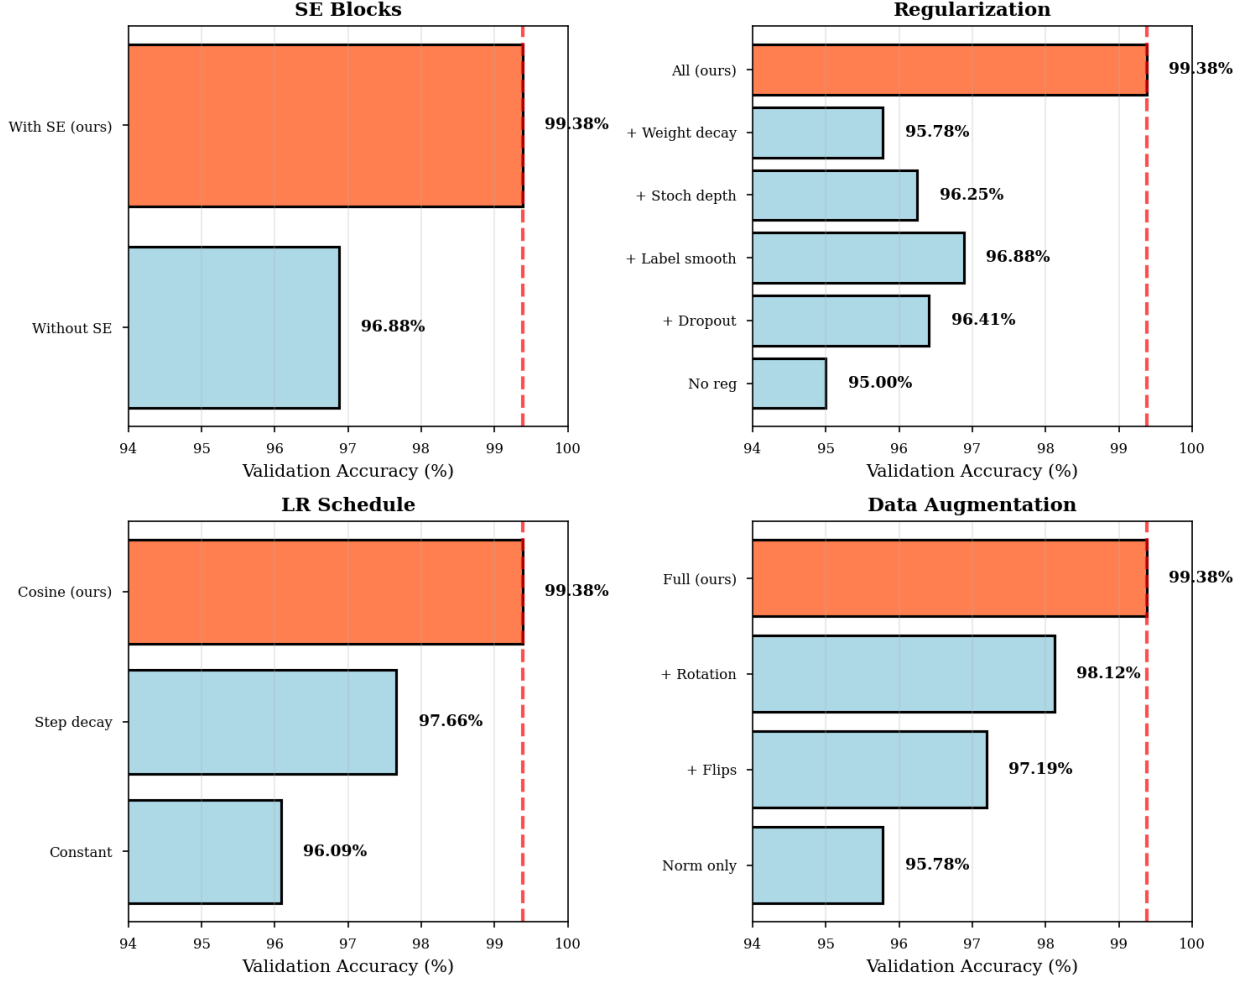 SE Blocks
With SE (ours)
99.38%
Without SE
96.88%
94 95 96 97 98 99 100
Validation Accuracy (%)
Regularization
All (ours)
99.38%
+ Weight decay
95.78%
+ Stoch depth
96.25%
+ Label smooth
96.88%
+ Dropout
96.41%
No reg
95.00%
94 95 96 97 98 99 100
Validation Accuracy (%)
LR Schedule
Cosine (ours)
99.38%
Step decay
97.66%
Constant
96.09%
94 95 96 97 98 99 100
Validation Accuracy (%)
Data Augmentation
Full (ours)
99.38%
+ Rotation
98.12%
+ Flips
97.19%
Norm only
95.78%
94 95 96 97 98 99 100
Validation Accuracy (%)